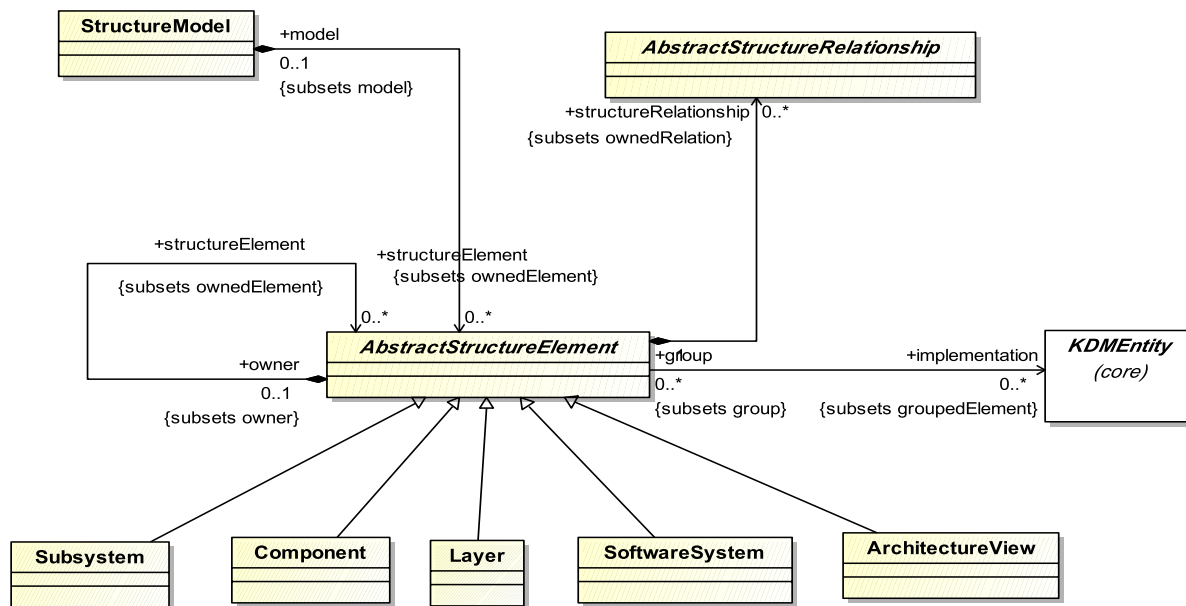 StructureModel
+model
0..1
{subsets model}
AbstractStructureRelationship
+structureRelationship 0..*
{subsets ownedRelation}
+structureElement
{subsets ownedElement}
0..*
+structureElement
{subsets ownedElement}
0..*
AbstractStructureElement
+owner
0..1
{subsets owner}
1
+group
0..*
{subsets group}
+implementation
0..*
{subsets groupedElement}
KDMEntity
(core)
Subsystem
Component
Layer
SoftwareSystem
ArchitectureView